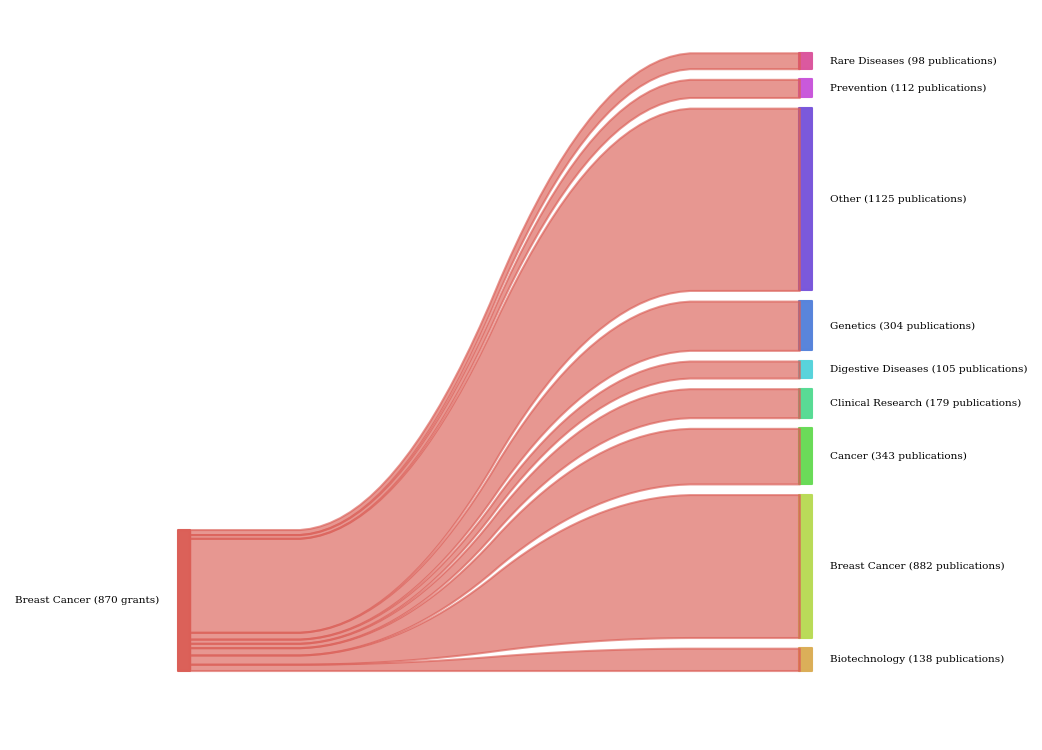 Rare Diseases (98 publications)
Prevention (112 publications)
Other (1125 publications)
Genetics (304 publications)
Digestive Diseases (105 publications)
Clinical Research (179 publications)
Cancer (343 publications)
Breast Cancer (882 publications)
Breast Cancer (870 grants)
Biotechnology (138 publications)